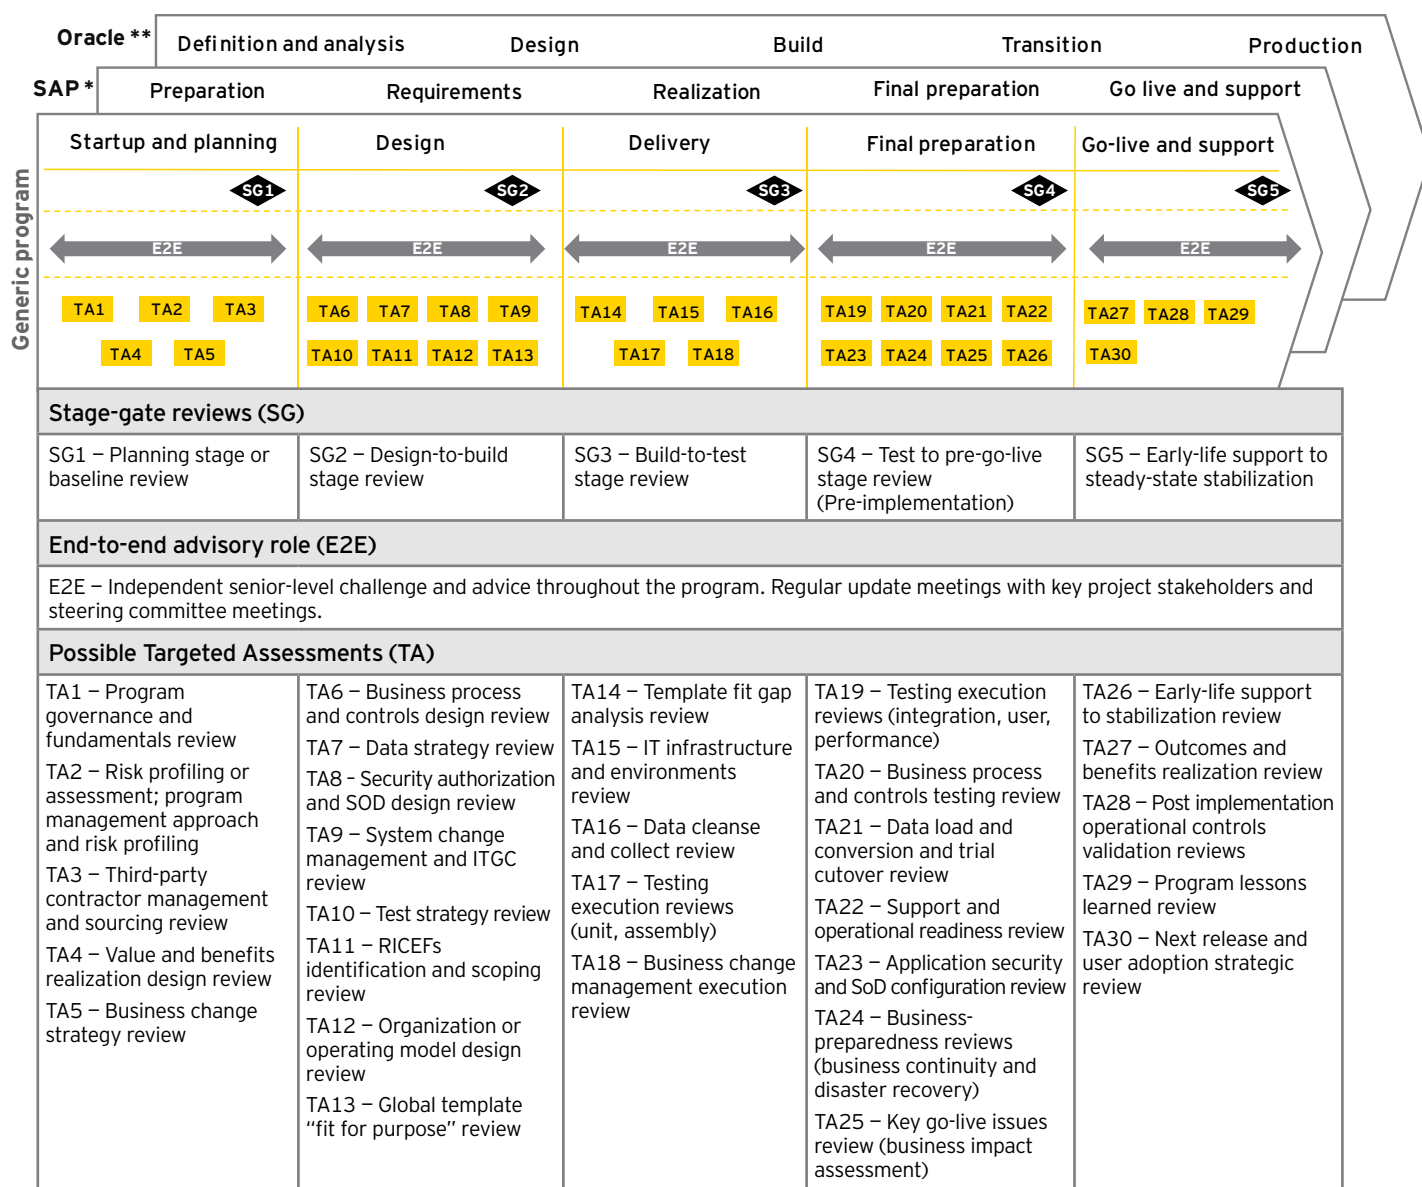 Oracle **
Definition and analysis Design Build Transition Production
SAP *
Preparation Requirements Realization Final preparation Go live and support
Generic program
Startup and planning Design Delivery Final preparation Go-live and support
SG1 SG2 SG3 SG4 SG5
E2E E2E E2E E2E E2E
TA1 TA2 TA3 TA6 TA7 TA8 TA9 TA14 TA15 TA16 TA19 TA20 TA21 TA22 TA27 TA28 TA29
TA4 TA5 TA10 TA11 TA12 TA13 TA17 TA18 TA23 TA24 TA25 TA26 TA30
Stage-gate reviews (SG)
SG1 – Planning stage or
baseline review
SG2 – Design-to-build
stage review
SG3 – Build-to-test
stage review
SG4 – Test to pre-go-live
stage review
(Pre-implementation)
SG5 – Early-life support to
steady-state stabilization
End-to-end advisory role (E2E)
E2E – Independent senior-level challenge and advice throughout the program. Regular update meetings with key project stakeholders and
steering committee meetings.
Possible Targeted Assessments (TA)
TA1 – Program
governance and
fundamentals review
TA2 – Risk profiling or
assessment; program
management approach
and risk profiling
TA3 – Third-party
contractor management
and sourcing review
TA4 – Value and benefits
realization design review
TA5 – Business change
strategy review
TA6 – Business process
and controls design review
TA7 – Data strategy review
TA8 - Security authorization
and SOD design review
TA9 – System change
management and ITGC
review
TA10 – Test strategy review
TA11 – RICEFs
identification and scoping
review
TA12 – Organization or
operating model design
review
TA13 – Global template
“fit for purpose” review
TA14 – Template fit gap
analysis review
TA15 – IT infrastructure
and environments
review
TA16 – Data cleanse
and collect review
TA17 – Testing
execution reviews
(unit, assembly)
TA18 – Business change
management execution
review
TA19 – Testing execution
reviews (integration, user,
performance)
TA20 – Business process
and controls testing review
TA21 – Data load and
conversion and trial
cutover review
TA22 – Support and
operational readiness review
TA23 – Application security
and SoD configuration review
TA24 – Business-
preparedness reviews
(business continuity and
disaster recovery)
TA25 – Key go-live issues
review (business impact
assessment)
TA26 – Early-life support
to stabilization review
TA27 – Outcomes and
benefits realization review
TA28 – Post implementation
operational controls
validation reviews
TA29 – Program lessons
learned review
TA30 – Next release and
user adoption strategic
review